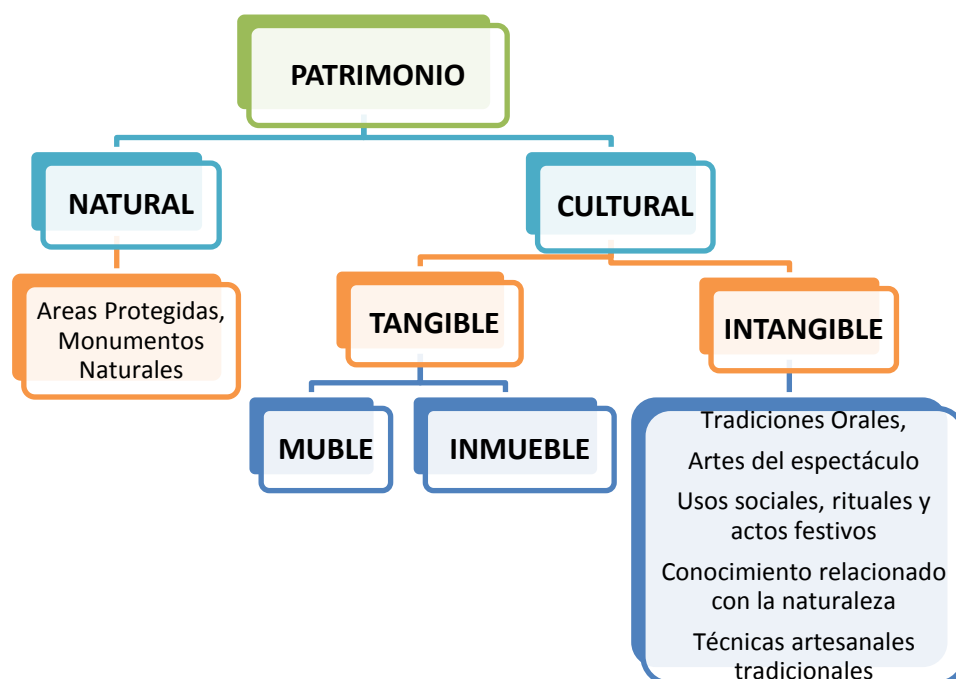 PATRIMONIO
NATURAL
CULTURAL
Areas Protegidas,
Monumentos
Naturales
TANGIBLE
INTANGIBLE
MUBLE
INMUEBLE
Tradiciones Orales,
Artes del espectáculo
Usos sociales, rituales y
actos festivos
Conocimiento relacionado
con la naturaleza
Técnicas artesanales
tradicionales